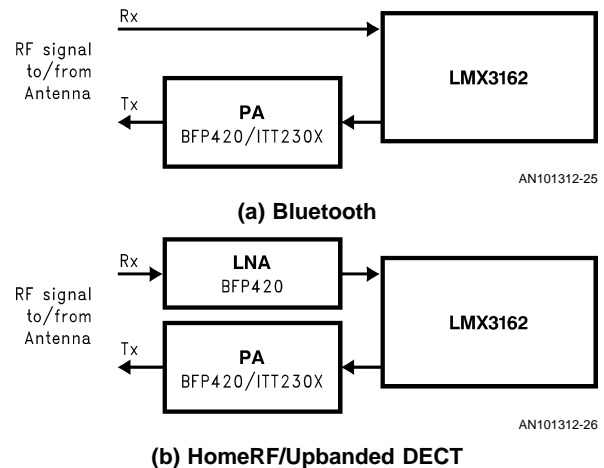 Rx
RF signal
to/from
Antenna
Tx
PA
BFP420/ITT230X
LMX3162
AN101312-25
(a) Bluetooth
Rx
LNA
BFP420
RF signal
to/from
Antenna
Tx
PA
BFP420/ITT230X
LMX3162
AN101312-26
(b) HomeRF/Upbanded DECT